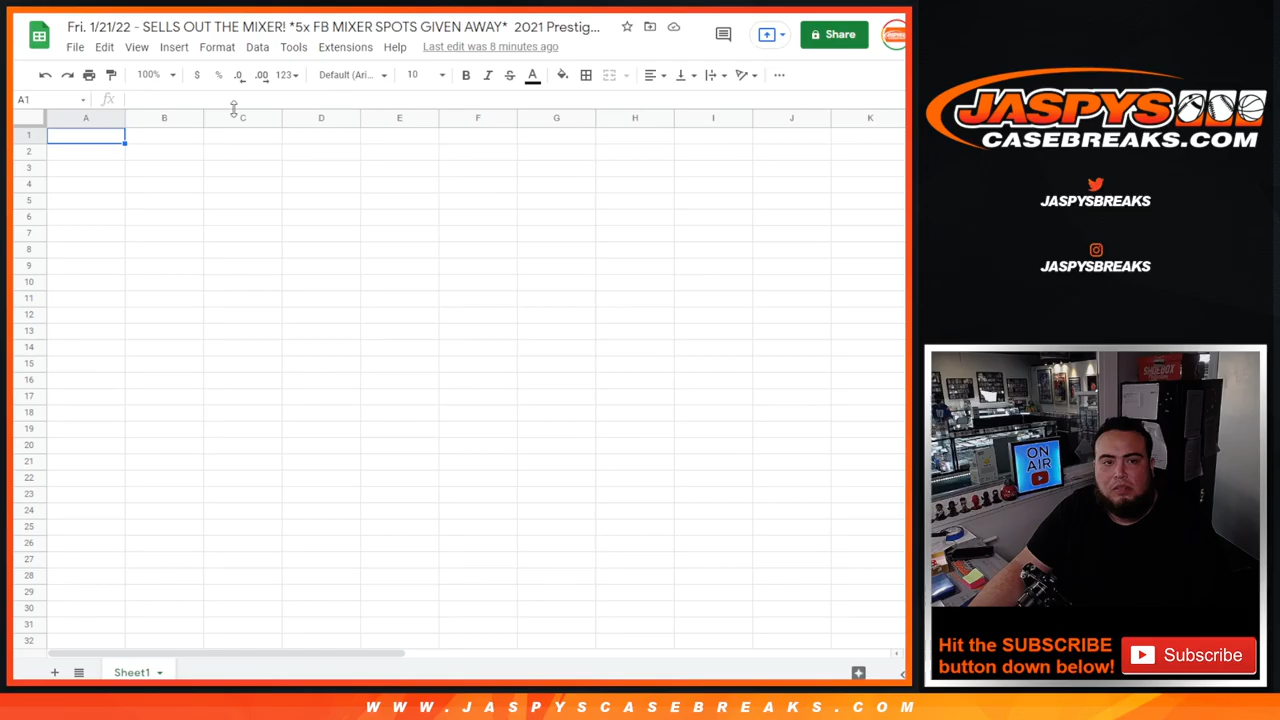 Fri. 1/21/22 - SELLS OUT THE MIXER! *5x FB MIXER SPOTS GIVEN AWAY* 2021 Prestig...
Share
File Edit View Insert Format Data Tools Extensions Help Last edit was 8 minutes ago
100% $ % .0 .00 123 Default (Ari... 10 B I S A
A1 fx
A B C D E F G H I J K
1
2
3
4
5
6
7
8
9
10
11
12
13
14
15
16
17
18
19
20
21
22
23
24
25
26
27
28
29
30
31
32
Sheet1
JASPYS
CASEBREAKS.COM
JASPYSBREAKS
JASPYSBREAKS
SHOEBOX
ON
AIR
Hit the SUBSCRIBE
button down below!
Subscribe
WWW.JASPYSCASEBREAKS.COM